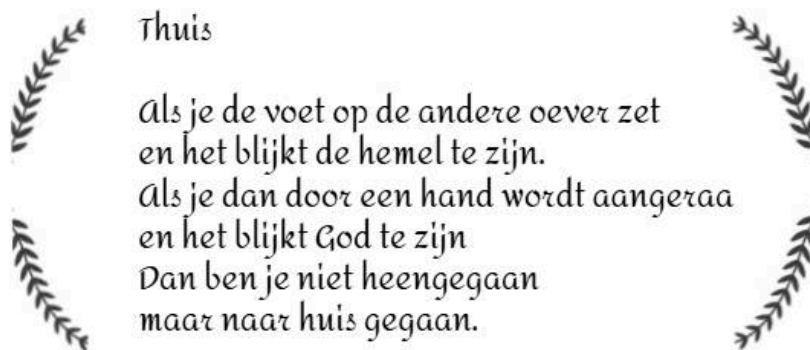 Thuis
Als je de voet op de andere oever zet
en het blijkt de hemel te zijn.
Als je dan door een hand wordt aangeraa
en het blijkt God te zijn
Dan ben je niet heengegaan
maar naar huis gegaan.